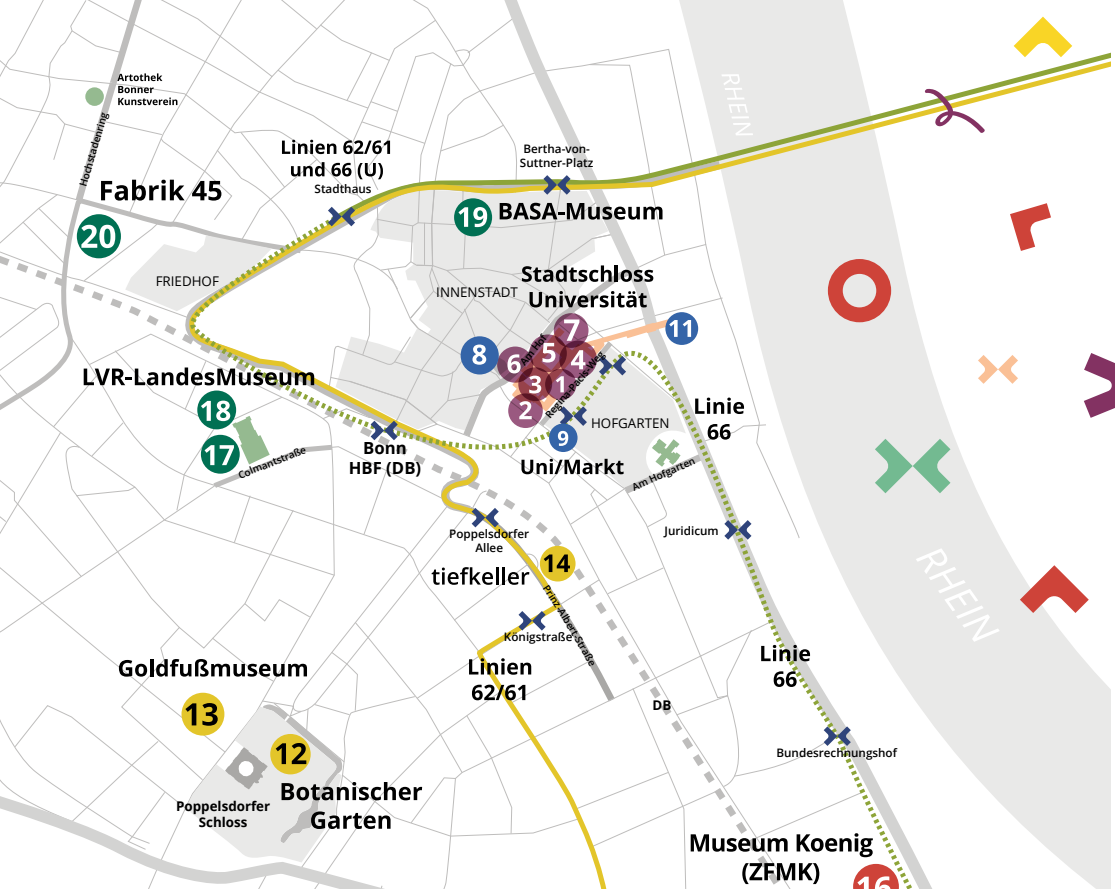 Artothek
Bonner
Kunstverein
Hochstadenring
RHEIN
Linien 62/61
und 66 (U)
Stadthaus
Bertha-von-
Suttner-Platz
Fabrik 45
20
19
BASA-Museum
FRIEDHOF
INNENSTADT
Stadtschloss
Universität
7
11
8
6
Am Hof
5
4
3
1
2
Regina-Pacis-Weg
9
HOFGARTEN
LVR-LandesMuseum
18
17
Colmantstraße
Bonn
HBF (DB)
Uni/Markt
Linie
66
Am Hofgarten
Poppelsdorfer
Allee
Juridicum
14
tiefkeller
Prinz-Albert-Straße
RHEIN
Königstraße
Linien
62/61
Linie
66
Goldfußmuseum
13
12
DB
Bundesrechnungshof
Botanischer
Garten
Poppelsdorfer
Schloss
Museum Koenig
(ZFMK)
16